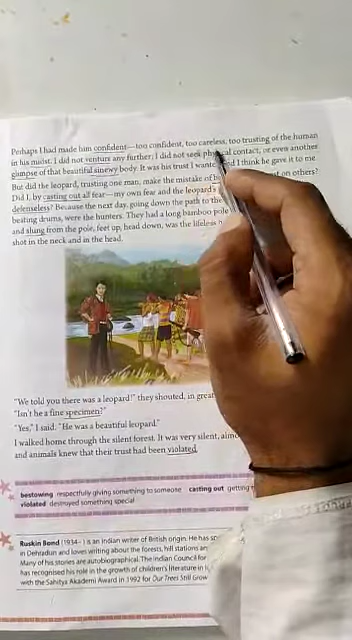 Perhaps I had made him confident—too confident, too careless, too trusting of the human
in his midst. I did not venture any further; I did not seek physical contact, or even another
glimpse of that beautiful sinewy body. It was his trust I wanted, and I think he gave it to me
But did the leopard, trusting one man, make the mistake of on others?
Did I, by casting out all fear—my own fear and the leopard's
defenseless? Because the next day, going down the path to the
beating drums, were the hunters. They had a long bamboo pole
and slung from the pole, feet up, head down, was the lifeless
shot in the neck and in the head.
"We told you there was a leopard!" they shouted, in great
"Isn't he a fine specimen?"
"Yes," I said. "He was a beautiful leopard."
I walked home through the silent forest. It was very silent,
and animals knew that their trust had been violated.
bestowing respectfully giving something to someone casting out getting
violated destroyed something special
Ruskin Bond (1934– ) is an Indian writer of British origin. He has
in Dehradun and loves writing about the forests, hill stations
Many of his stories are autobiographical. The Indian Council for
has recognised his role in the growth of children's literature in
with the Sahitya Akademi Award in 1992 for Our Trees Still Grow